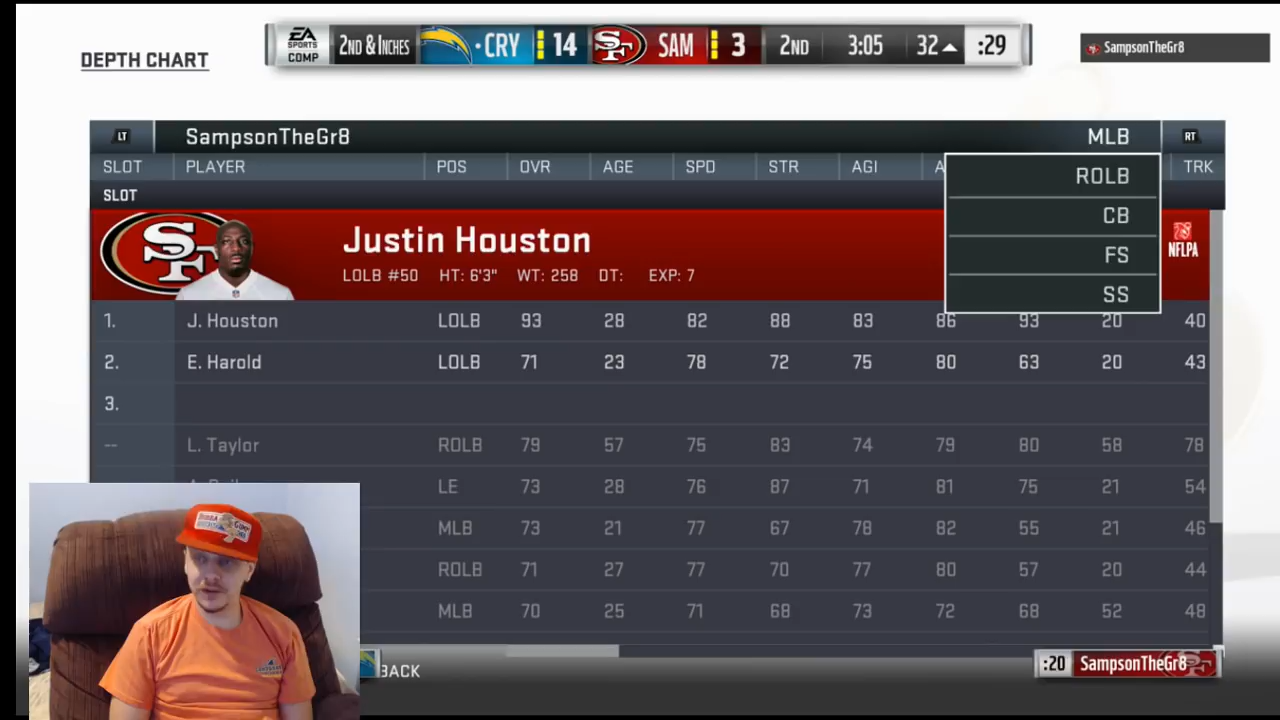 DEPTH CHART
EA SPORTS COMP 2ND & INCHES CRY 14 SF SAM 3 2ND 3:05 32 :29
SampsonTheGr8
LT SampsonTheGr8 MLB RT
SLOT PLAYER POS OVR AGE SPD STR AGI A TRK
ROLB
CB
FS
SS
SLOT
SF
Justin Houston
LOLB #50 HT: 6'3" WT: 258 DT: EXP: 7
NFLPA
1. J. Houston LOLB 93 28 82 88 83 86 93 20 40
2. E. Harold LOLB 71 23 78 72 75 80 63 20 43
3.
-- L. Taylor ROLB 79 57 75 83 74 79 80 58 78
LE 73 28 76 87 71 81 75 21 54
MLB 73 21 77 67 78 82 55 21 46
ROLB 71 27 77 70 77 80 57 20 44
MLB 70 25 71 68 73 72 68 52 48
BACK
:20 SampsonTheGr8